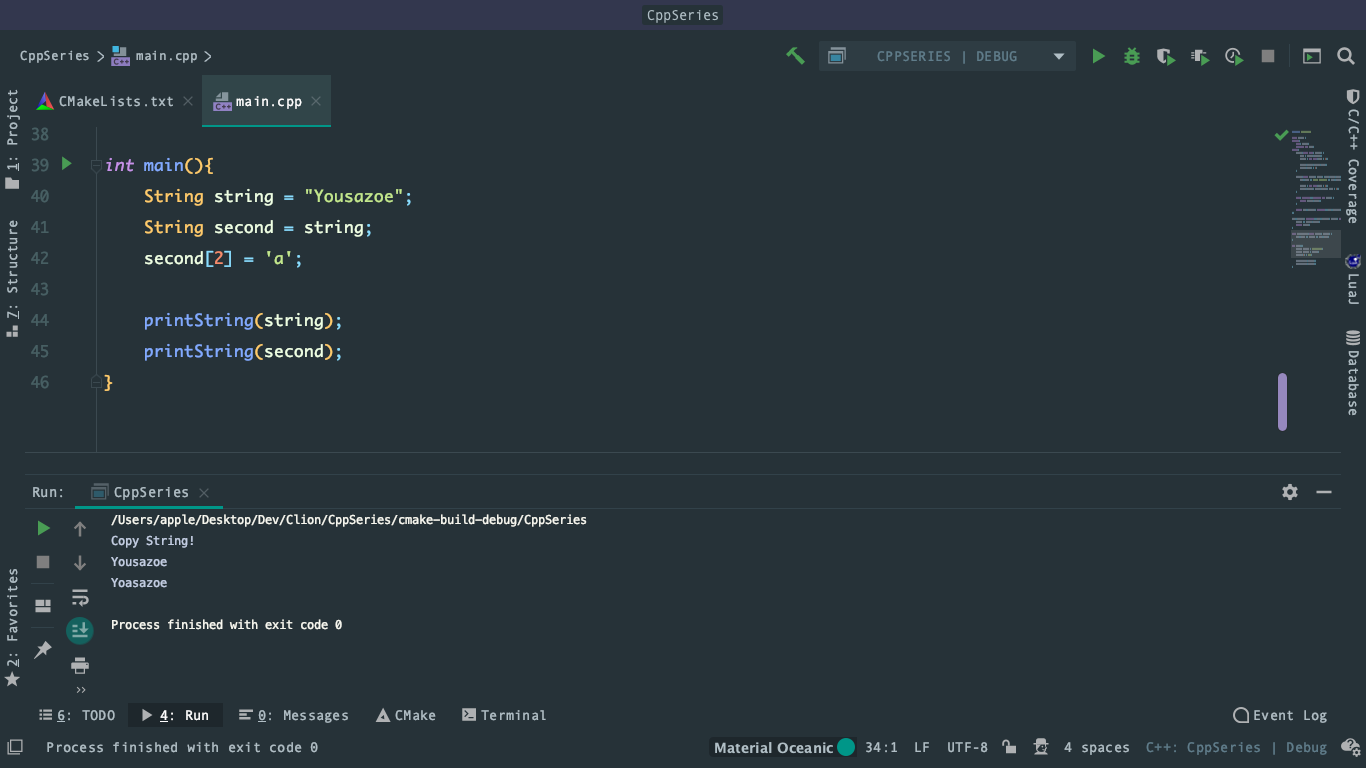 CppSeries
CppSeries > main.cpp >
CPPSERIES | DEBUG
CMakeLists.txt
main.cpp
1: Project
7: Structure
2: Favorites
38
39 int main(){
40 String string = "Yousazoe";
41 String second = string;
42 second[2] = 'a';
43
44 printString(string);
45 printString(second);
46 }
C/C++ Coverage
LuaJ
Database
Run: CppSeries
/Users/apple/Desktop/Dev/Clion/CppSeries/cmake-build-debug/CppSeries
Copy String!
Yousazoe
Yoasazoe
Process finished with exit code 0
6: TODO 4: Run 0: Messages CMake Terminal Event Log
Process finished with exit code 0 Material Oceanic 34:1 LF UTF-8 4 spaces C++: CppSeries | Debug